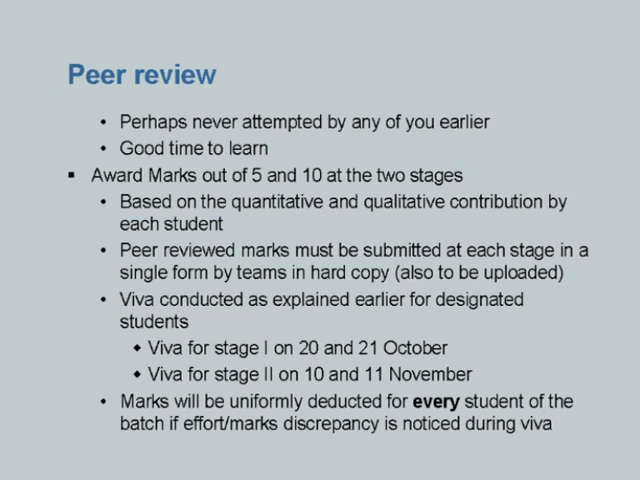 Peer review
• Perhaps never attempted by any of you earlier
• Good time to learn
▪ Award Marks out of 5 and 10 at the two stages
• Based on the quantitative and qualitative contribution by
each student
• Peer reviewed marks must be submitted at each stage in a
single form by teams in hard copy (also to be uploaded)
• Viva conducted as explained earlier for designated
students
◆ Viva for stage I on 20 and 21 October
◆ Viva for stage II on 10 and 11 November
• Marks will be uniformly deducted for every student of the
batch if effort/marks discrepancy is noticed during viva